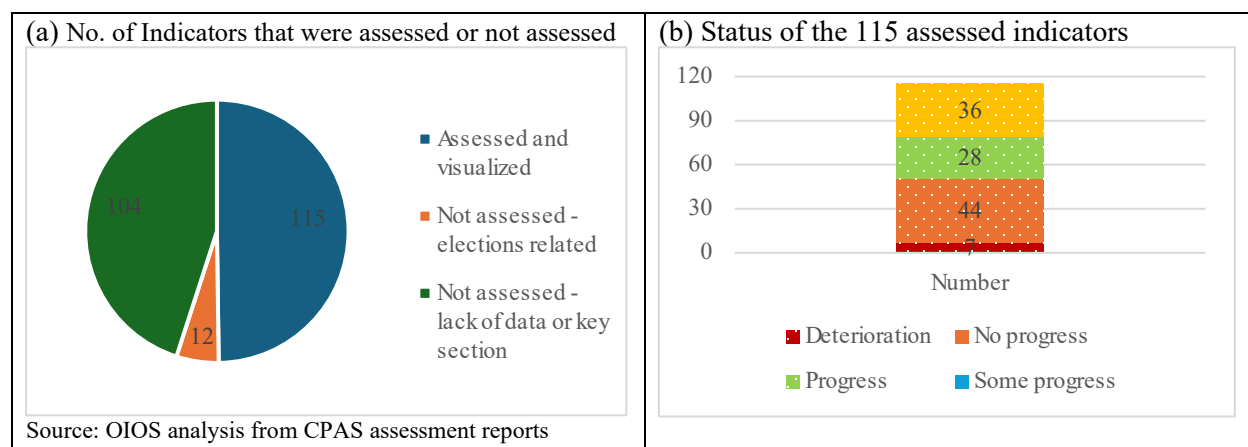 (a) No. of Indicators that were assessed or not assessed
104
115
12
Assessed and
visualized
Not assessed -
elections related
Not assessed -
lack of data or key
section
Source: OIOS analysis from CPAS assessment reports
(b) Status of the 115 assessed indicators
120
90
60
30
0
36
28
44
7
Number
Deterioration
No progress
Progress
Some progress